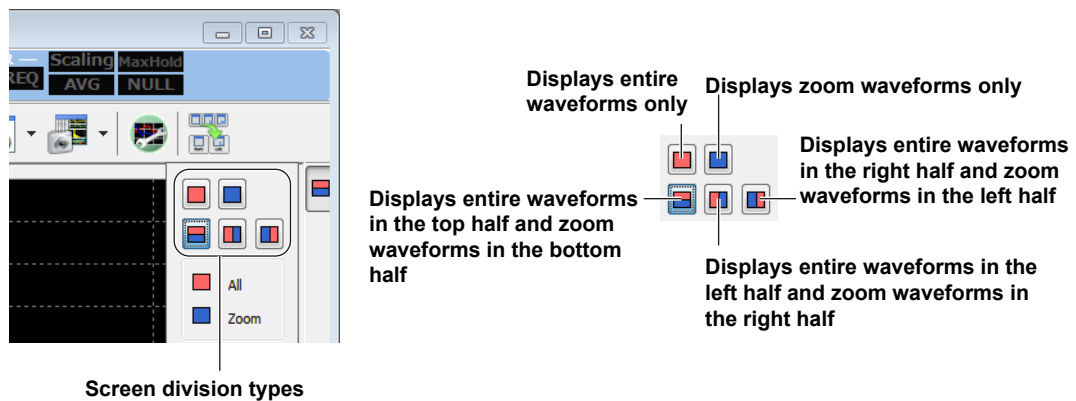 R —
Scaling
MaxHold
REQ
AVG
NULL
All
Zoom
Screen division types
Displays entire
waveforms only
Displays zoom waveforms only
Displays entire waveforms
in the right half and zoom
waveforms in the left half
Displays entire waveforms
in the top half and zoom
waveforms in the bottom
half
Displays entire waveforms in the
left half and zoom waveforms in
the right half